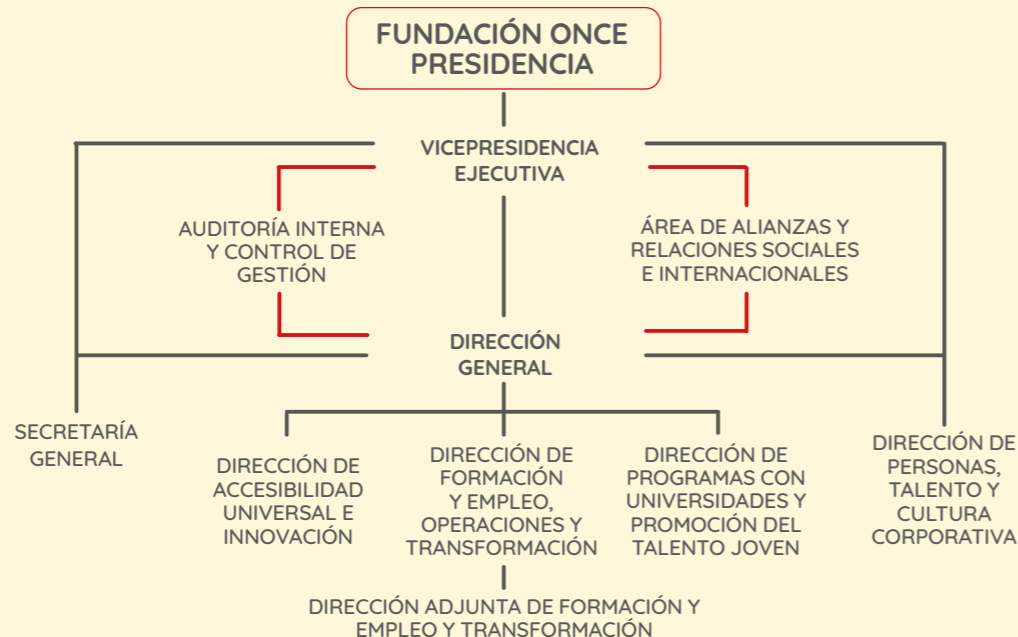 FUNDACIÓN ONCE
PRESIDENCIA
VICEPRESIDENCIA
EJECUTIVA
AUDITORÍA INTERNA
Y CONTROL DE
GESTIÓN
ÁREA DE ALIANZAS Y
RELACIONES SOCIALES
E INTERNACIONALES
DIRECCIÓN
GENERAL
SECRETARÍA
GENERAL
DIRECCIÓN DE
ACCESIBILIDAD
UNIVERSAL E
INNOVACIÓN
DIRECCIÓN DE
FORMACIÓN
Y EMPLEO,
OPERACIONES Y
TRANSFORMACIÓN
DIRECCIÓN DE
PROGRAMAS CON
UNIVERSIDADES Y
PROMOCIÓN DEL
TALENTO JOVEN
DIRECCIÓN DE
PERSONAS,
TALENTO Y
CULTURA
CORPORATIVA
DIRECCIÓN ADJUNTA DE FORMACIÓN Y
EMPLEO Y TRANSFORMACIÓN